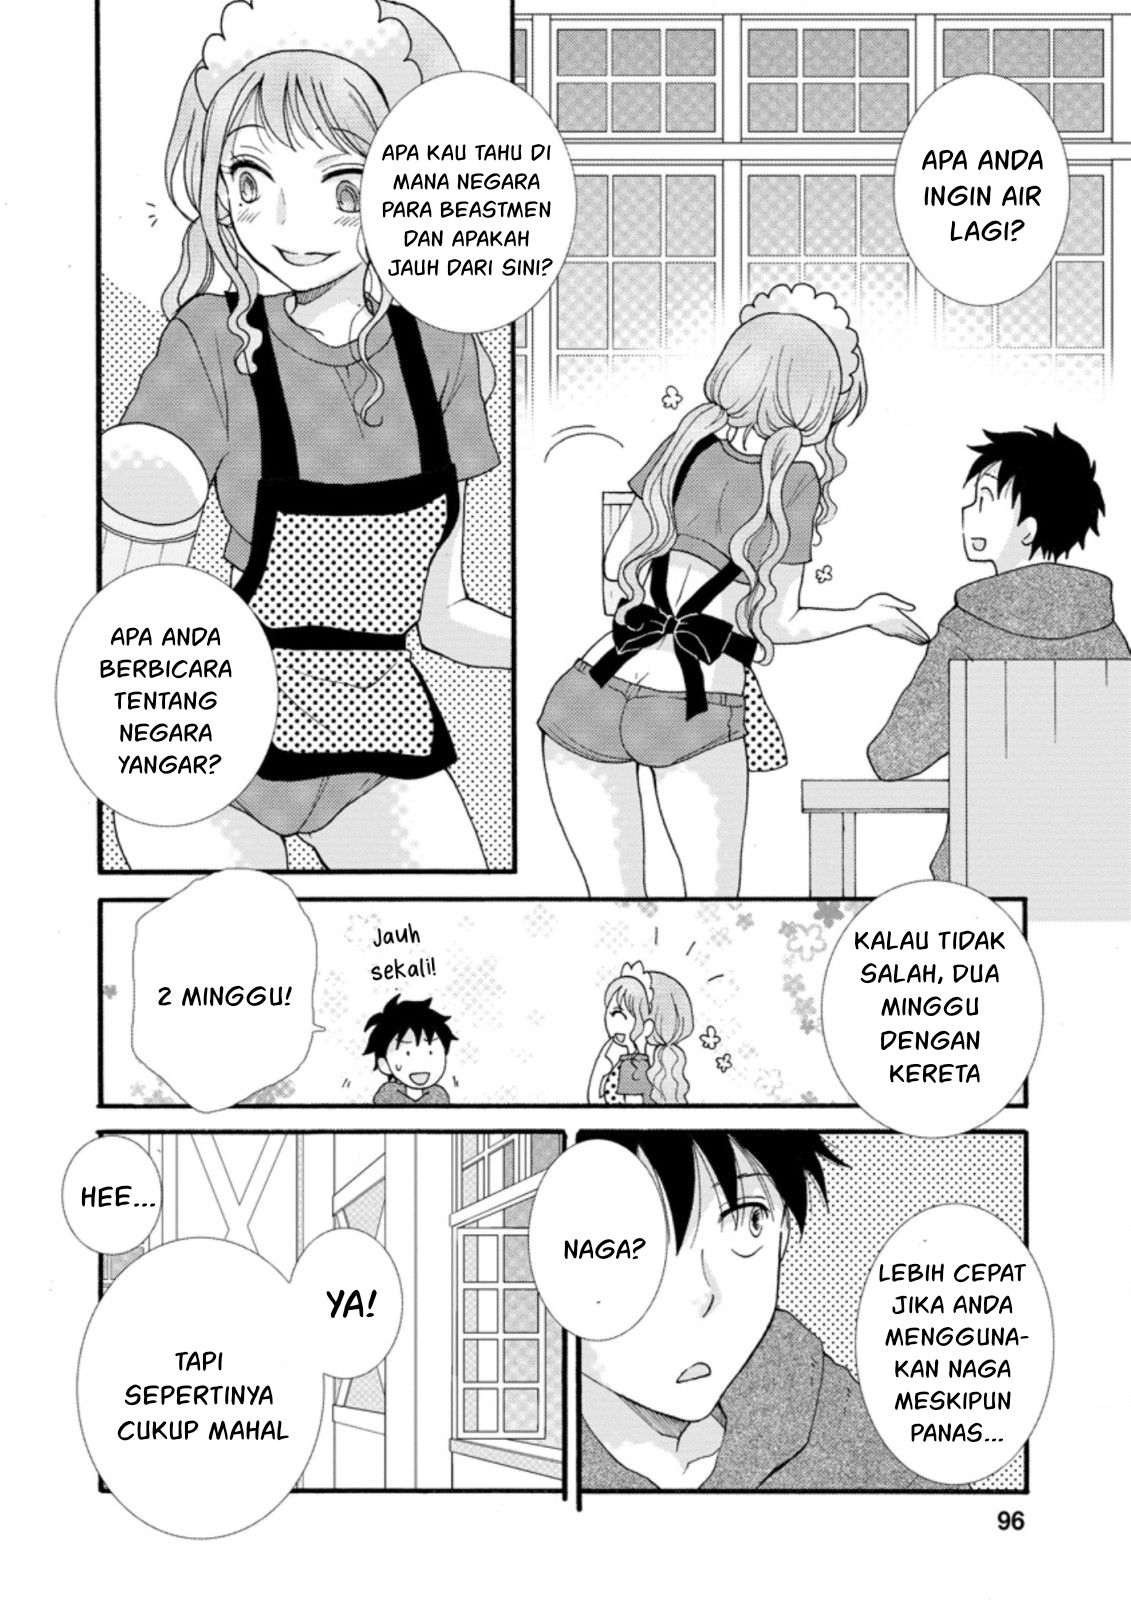 APA ANDA
INGIN AIR
LAGI?
APA KAU TAHU DI
MANA NEGARA
PARA BEASTMEN
DAN APAKAH
JAUH DARI SINI?
APA ANDA
BERBICARA
TENTANG
NEGARA
YANGAR?
KALAU TIDAK
SALAH, DUA
MINGGU
DENGAN
KERETA
Jauh
sekali!
2 MINGGU!
LEBIH CEPAT
JIKA ANDA
MENGGUNA-
KAN NAGA
MESKIPUN
PANAS...
NAGA?
YA!
TAPI
SEPERTINYA
CUKUP MAHAL
HEE...
96